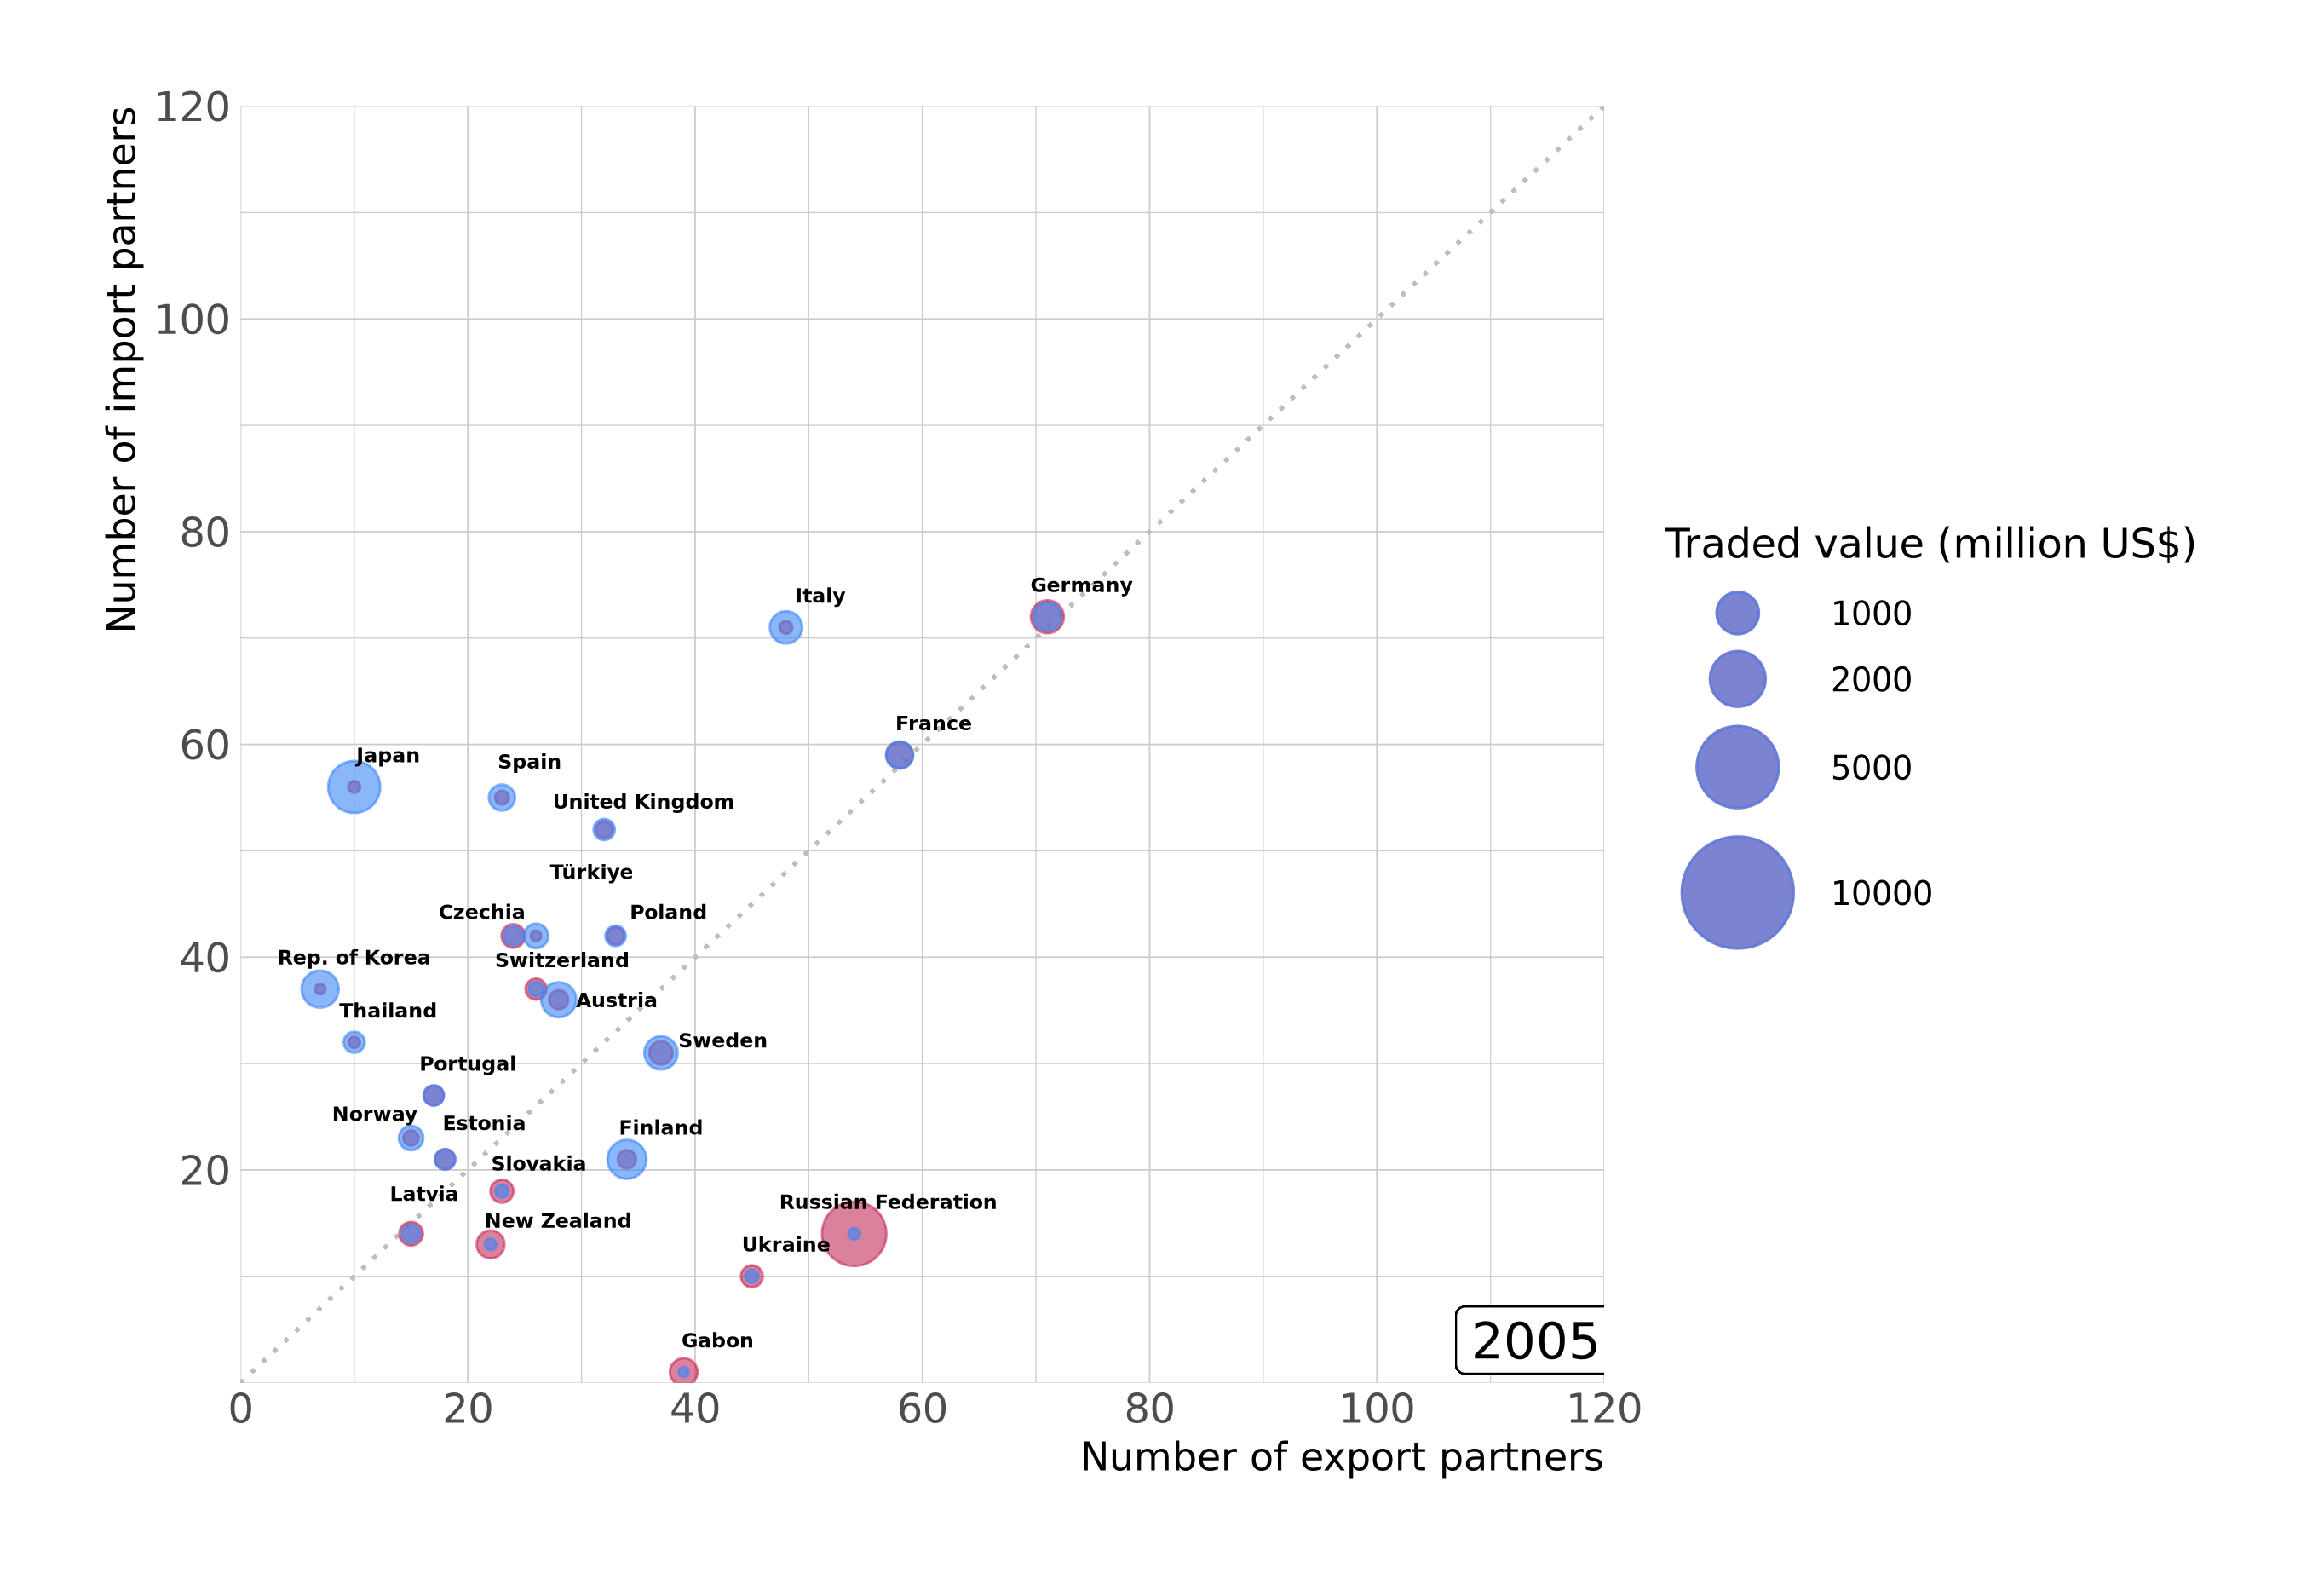 Number of import partners
120
100
80
60
40
20
Italy
Germany
France
Japan
Spain
United Kingdom
Türkiye
Czechia
Poland
Rep. of Korea
Switzerland
Austria
Thailand
Sweden
Portugal
Norway
Estonia
Finland
Slovakia
Latvia
Russian Federation
New Zealand
Ukraine
Gabon
2005
0
20
40
60
80
100
120
Number of export partners
Traded value (million US$)
1000
2000
5000
10000